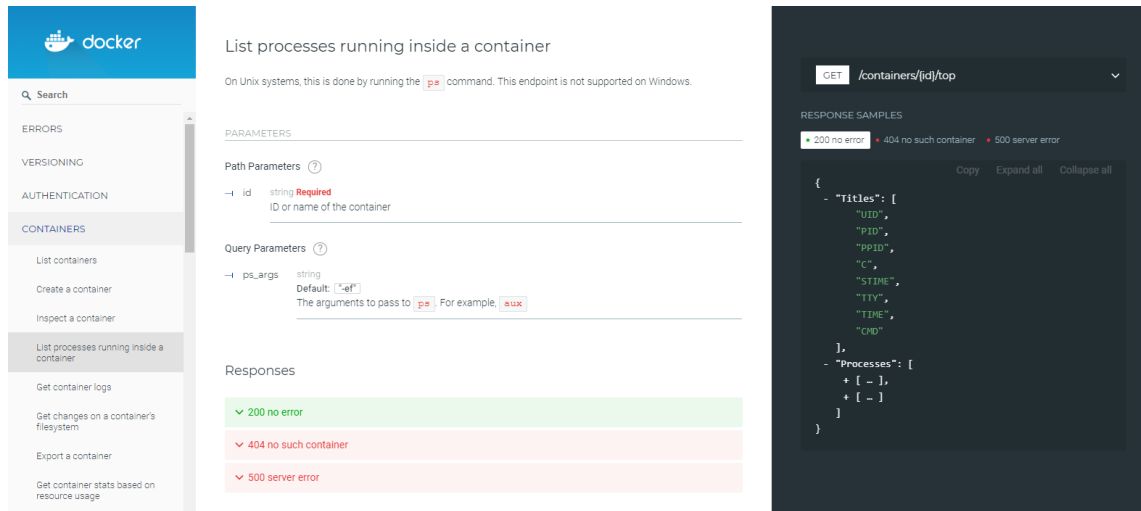 docker
Search
ERRORS
VERSIONING
AUTHENTICATION
CONTAINERS
List containers
Create a container
Inspect a container
List processes running inside a
container
Get container logs
Get changes on a container's
filesystem
Export a container
Get container stats based on
resource usage
List processes running inside a container
On Unix systems, this is done by running the ps command. This endpoint is not supported on Windows.
PARAMETERS
Path Parameters ?
id string Required
ID or name of the container
Query Parameters ?
ps_args string
Default: "-ef"
The arguments to pass to ps. For example, aux
Responses
200 no error
404 no such container
500 server error
GET /containers/{id}/top
RESPONSE SAMPLES
200 no error 404 no such container 500 server error
Copy Expand all Collapse all
{
- "Titles": [
"UID",
"PID",
"PPID",
"C",
"STIME",
"TTY",
"TIME",
"CMD"
],
- "Processes": [
+ [ … ],
+ [ … ]
]
}